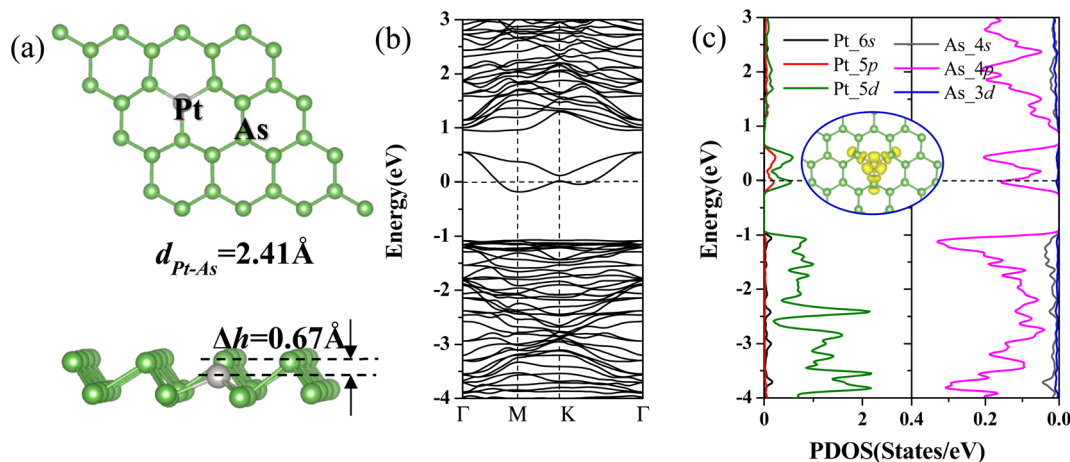 (a)
Pt
As
d Pt-As=2.41Å
Δh=0.67Å
(b)
Energy(eV)
3
2
1
0
-1
-2
-3
-4
Γ M K Γ
(c)
Energy(eV)
3
2
1
0
-1
-2
-3
-4
Pt_6s
Pt_5p
Pt_5d
As_4s
As_4p
As_3d
0 2 0.4 0.2 0.0
PDOS(States/eV)